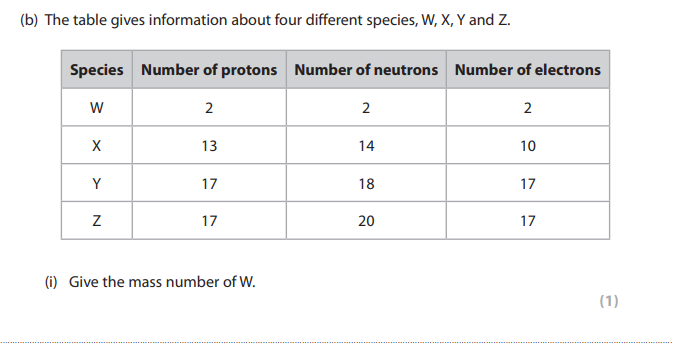 (b) The table gives information about four different species, W, X, Y and Z.
Species Number of protons Number of neutrons Number of electrons
W 2 2 2
X 13 14 10
Y 17 18 17
Z 17 20 17
(i) Give the mass number of W.
(1)